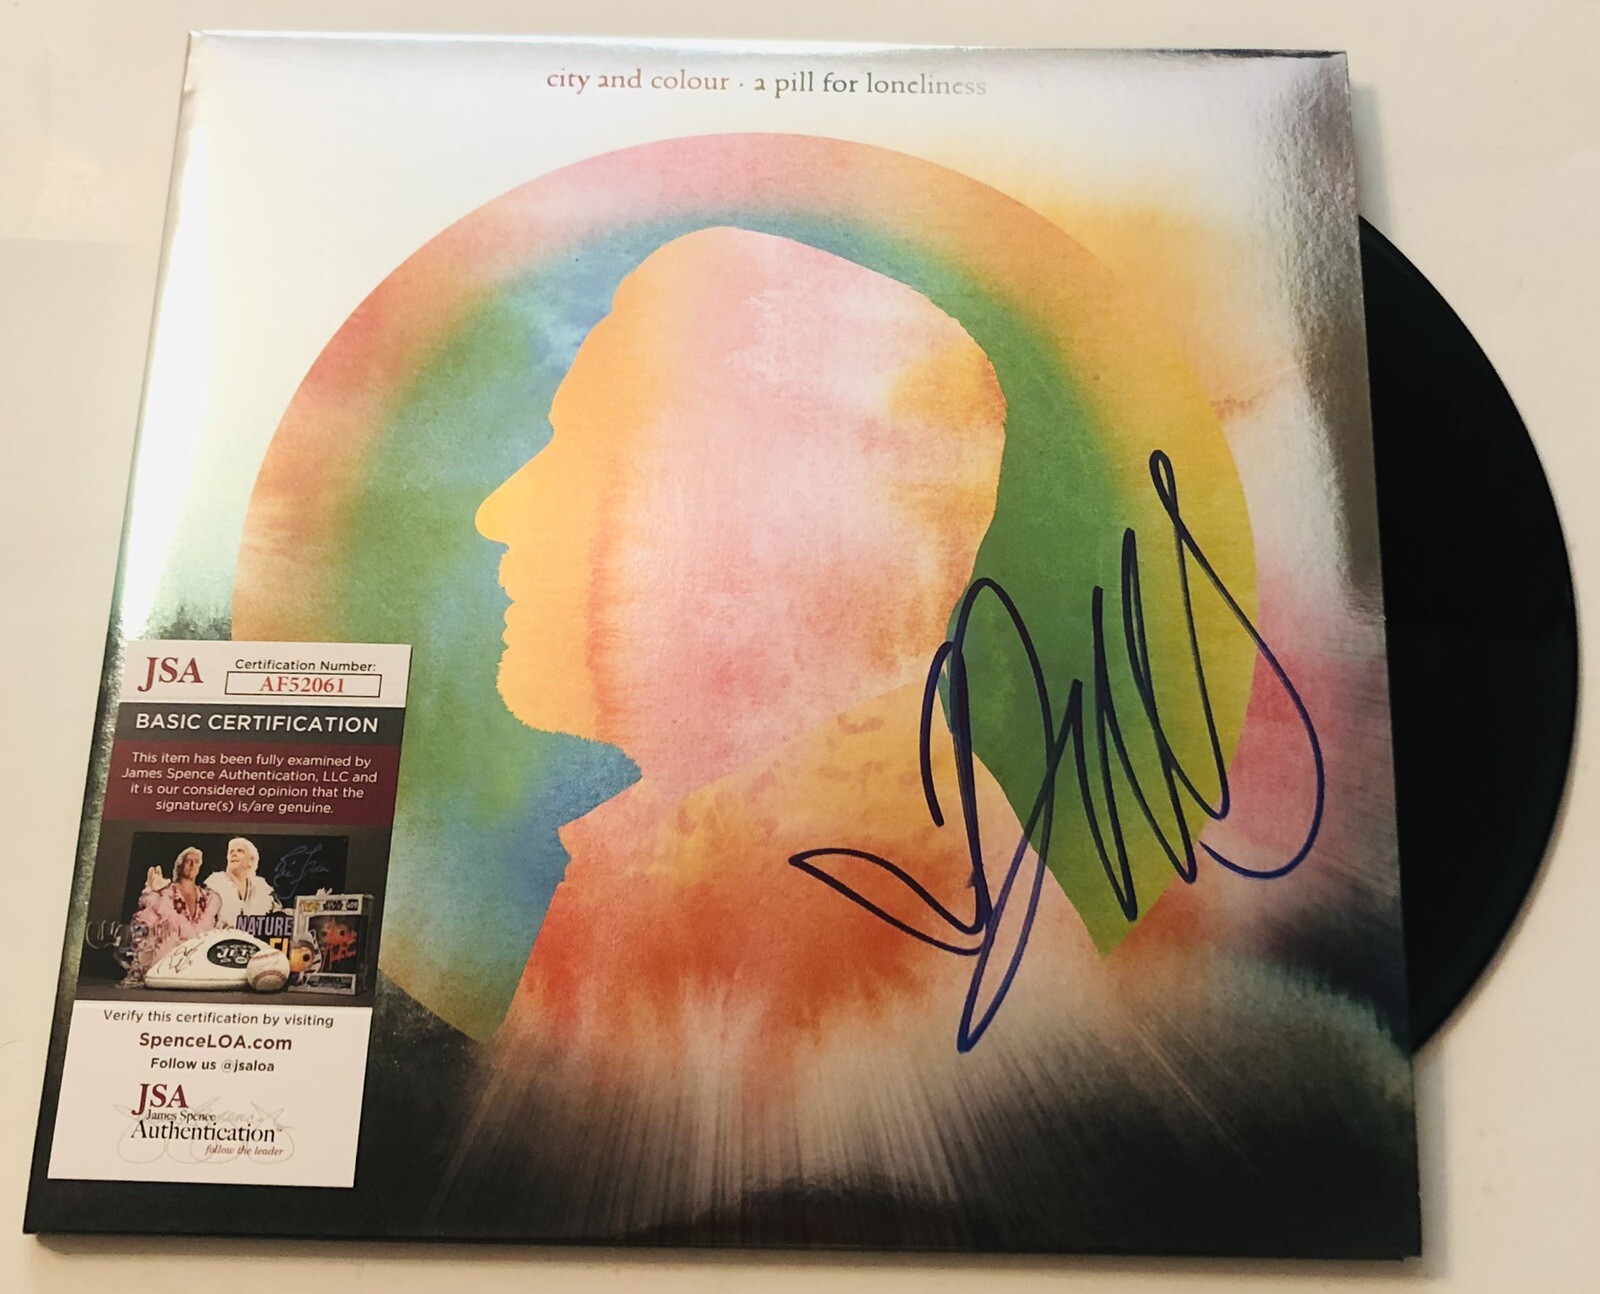 city and colour · a pill for loneliness
JSA
Certification Number:
AF52061
BASIC CERTIFICATION
This item has been fully examined by
James Spence Authentication, LLC and
it is our considered opinion that the
signature(s) is/are genuine.
NATURE
JETS
Verify this certification by visiting
SpenceLOA.com
Follow us @jsaloa
JSA
James Spence
Authentication™
follow the leader